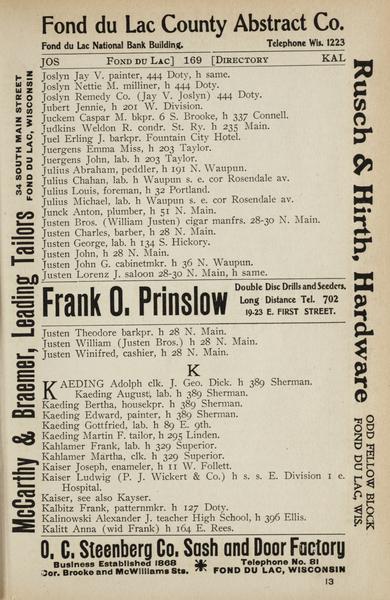 Fond du Lac County Abstract Co.
Fond du Lac National Bank Building. Telephone Wis. 1223
JOS FOND DU LAC] 169 [DIRECTORY KAL
Joslyn Jay V. painter, 444 Doty, h same.
Joslyn Nettie M. milliner, h 444 Doty.
Joslyn Remedy Co. (Jay V. Joslyn) 444 Doty.
Jubert Jennie, h 201 W. Division.
Juckem Caspar M. bkpr. 6 S. Brooke, h 337 Connell.
Judkins Weldon R. condr. St. Ry. h 235 Main.
Juel Erling J. barkpr. Fountain City Hotel.
Juergens Emma Miss, h 203 Taylor.
Juergens John, lab. h 203 Taylor.
Julius Abraham, peddler, h 191 N. Waupun.
Julius Chahan, lab. h Waupun s. e. cor Rosendale av.
Julius Louis, foreman, h 32 Portland.
Julius Michael, lab. h Waupun s. e. cor Rosendale av.
Junck Anton, plumber, h 51 N. Main.
Justen Bros. (William Justen) cigar manfrs. 28-30 N. Main.
Justen Charles, barber, h 28 N. Main.
Justen George, lab. h 134 S. Hickory.
Justen John, h 28 N. Main.
Justen John G. cabinetmkr. h 36 N. Waupun.
Justen Lorenz J. saloon 28-30 N. Main, h same.
Frank O. Prinslow
Double Disc Drills and Seeders.
Long Distance Tel. 702
19-23 E. FIRST STREET.
Justen Theodore barkpr. h 28 N. Main.
Justen William (Justen Bros.) h 28 N. Main.
Justen Winifred, cashier, h 28 N. Main.
K
KAEDING Adolph clk. J. Geo. Dick. h 389 Sherman.
Kaeding August, lab. h 389 Sherman.
Kaeding Bertha, housekpr. h 389 Sherman.
Kaeding Edward, painter, h 389 Sherman.
Kaeding Gottfried, lab. h 89 E. 9th.
Kaeding Martin F. tailor, h 295 Linden.
Kahlamer Frank, lab. h 329 Superior.
Kahlamer Martha, clk. h 329 Superior.
Kaiser Joseph, enameler, h 11 W. Follett.
Kaiser Ludwig (P. J. Wickert & Co.) h s. s. E. Division 1 e.
Hospital.
Kaiser, see also Kayser.
Kalbitz Frank, patternmkr. h 127 Doty.
Kalinowski Alexander J. teacher High School, h 396 Ellis.
Kalitt Anna (wid Frank) h 164 E. Rees.
O. C. Steenberg Co. Sash and Door Factory
Business Established 1868 Telephone No. 81
Cor. Brooke and McWilliams Sts. FOND DU LAC, WISCONSIN
13
McCarthy & Braemer, Leading Tailors
34 SOUTH MAIN STREET
FOND DU LAC, WISCONSIN
Rusch & Hirth, Hardware
ODD FELLOW BLOCK
FOND DU LAC, WIS.